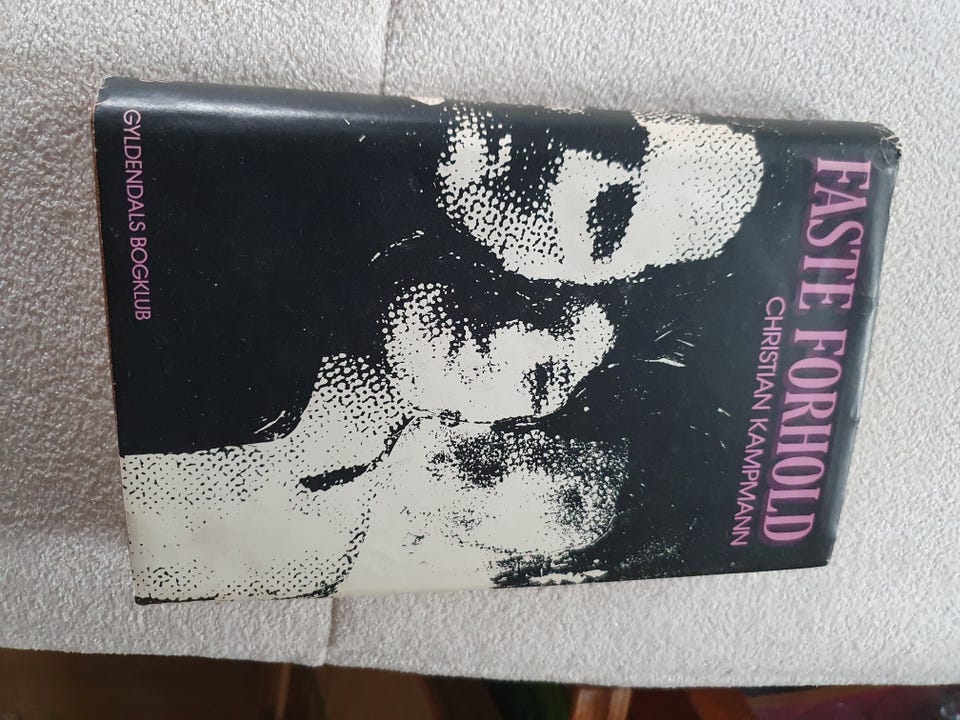 FASTE FORHOLD
CHRISTIAN KAMPMANN
GYLDENDALS BOGKLUB